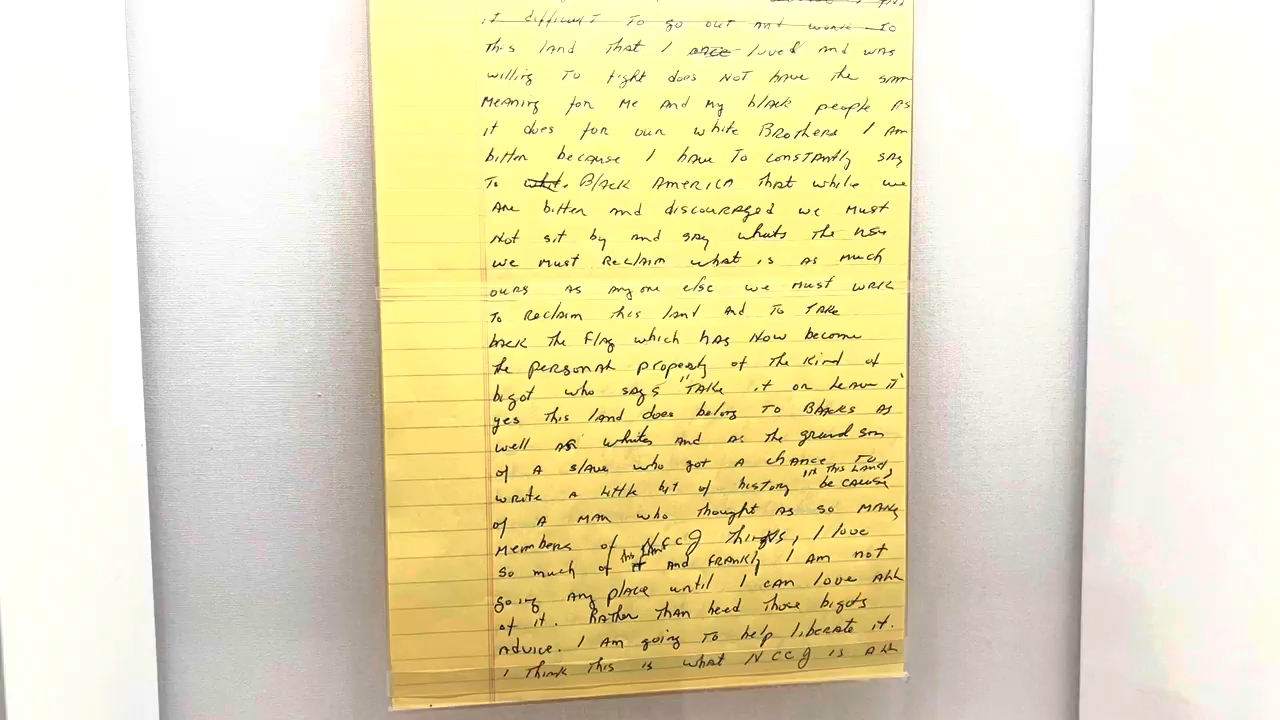 it difficult to go out and work to
This land that I loved and was
willing to fight does not have the sam
meaning for me and my black people as
it does for our white Brothers I am
bitter because I have to constantly say
To what. Black America that while we
are bitter and discouraged we must
not sit by and say whats the use
we must Reclaim what is as much
ours as any one else we must work
to Reclaim this land and to Take
back the flag which has now become
the personal property of the kind of
bigot who says "Take it or leave it"
yes this land does belong to Blacks as
well as whites and as the grand son
of a slave who got a chance to
write a little bit of history in this land, because
of a man who thought as so many
members of NCCJ things, I love
so much of this land and frankly I am not
going any place until I can love all
of it. Rather than heed those bigots
advice. I am going to help liberate it.
I think this is what NCCJ is all